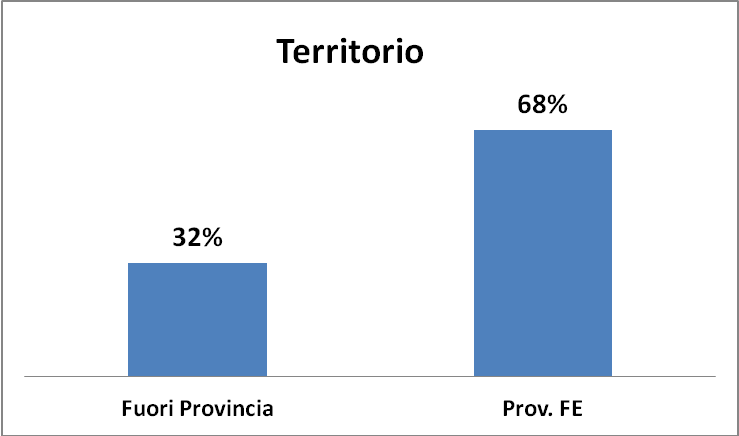 Territorio
68%
32%
Fuori Provincia
Prov. FE